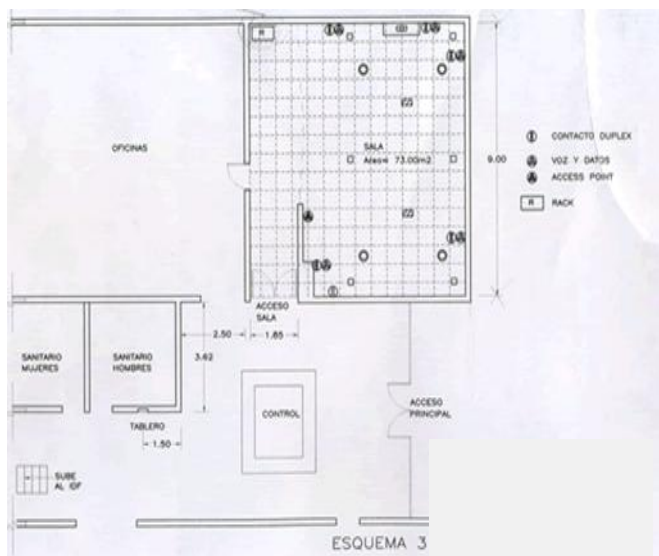 R
OFICINAS
SALA
Area= 73.00m2
9.00
CONTACTO DUPLEX
VOZ Y DATOS
ACCESS POINT
R RACK
ACCESO
SALA
2.50
1.85
3.62
SANITARIO
MUJERES
SANITARIO
HOMBRES
CONTROL
ACCESO
PRINCIPAL
TABLERO
1.50
SUBE
AL IDF
ESQUEMA 3